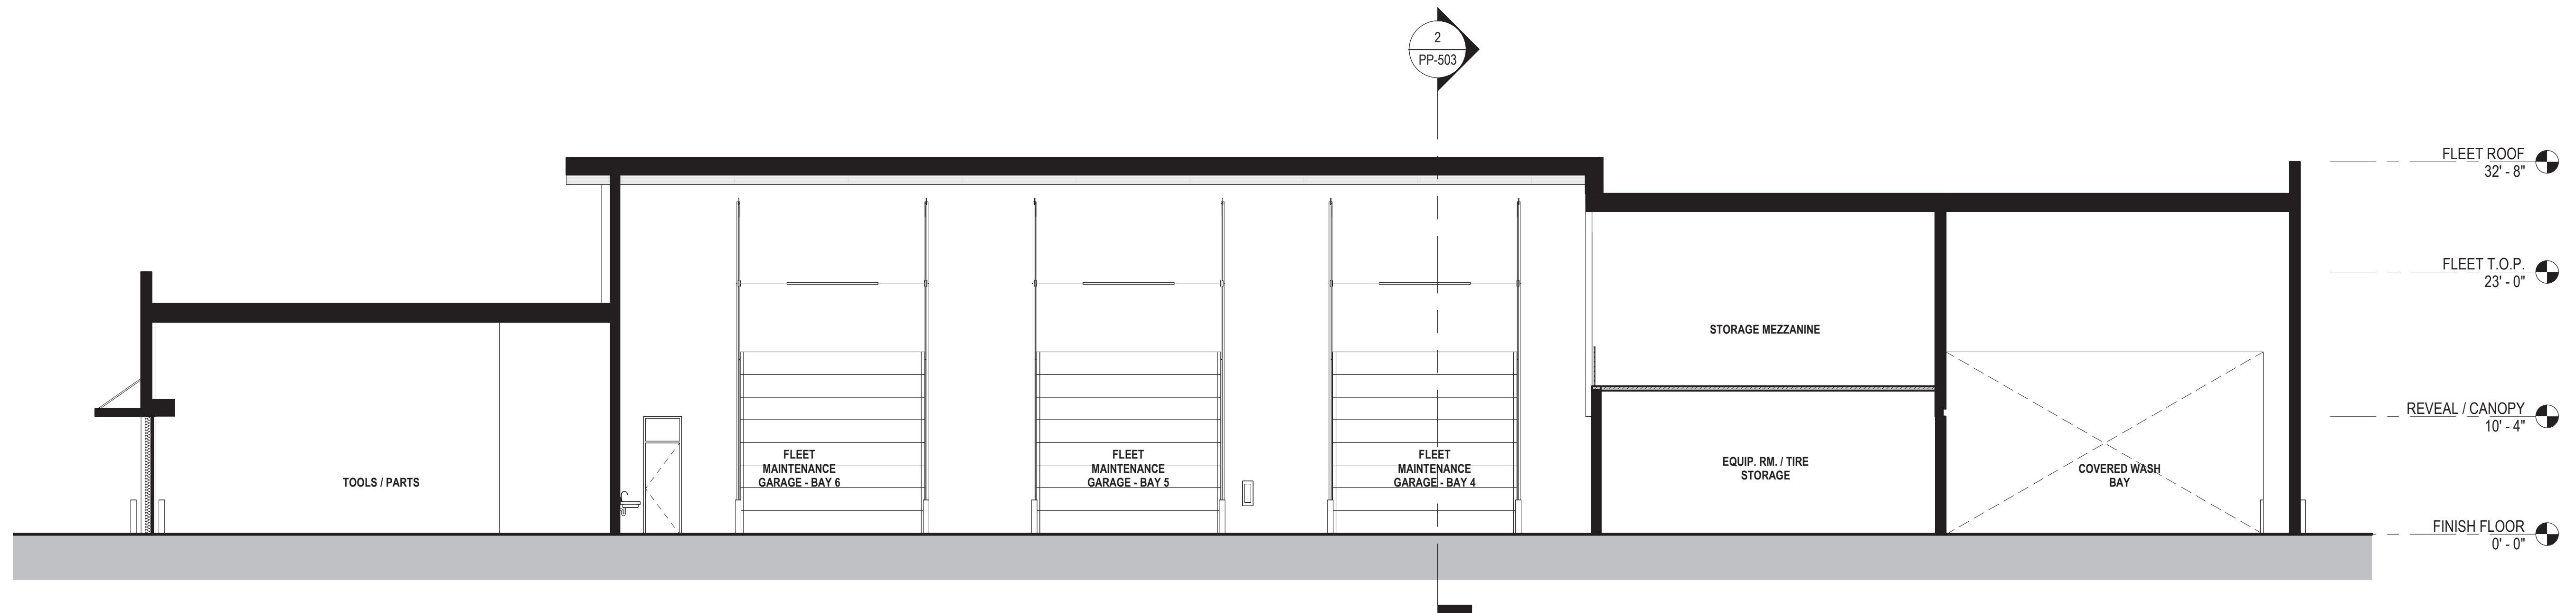 2
PP-503
FLEET ROOF
32' - 8"
FLEET T.O.P.
23' - 0"
STORAGE MEZZANINE
REVEAL / CANOPY
10' - 4"
TOOLS / PARTS
FLEET
MAINTENANCE
GARAGE - BAY 6
FLEET
MAINTENANCE
GARAGE - BAY 5
FLEET
MAINTENANCE
GARAGE - BAY 4
EQUIP. RM. / TIRE
STORAGE
COVERED WASH
BAY
FINISH FLOOR
0' - 0"